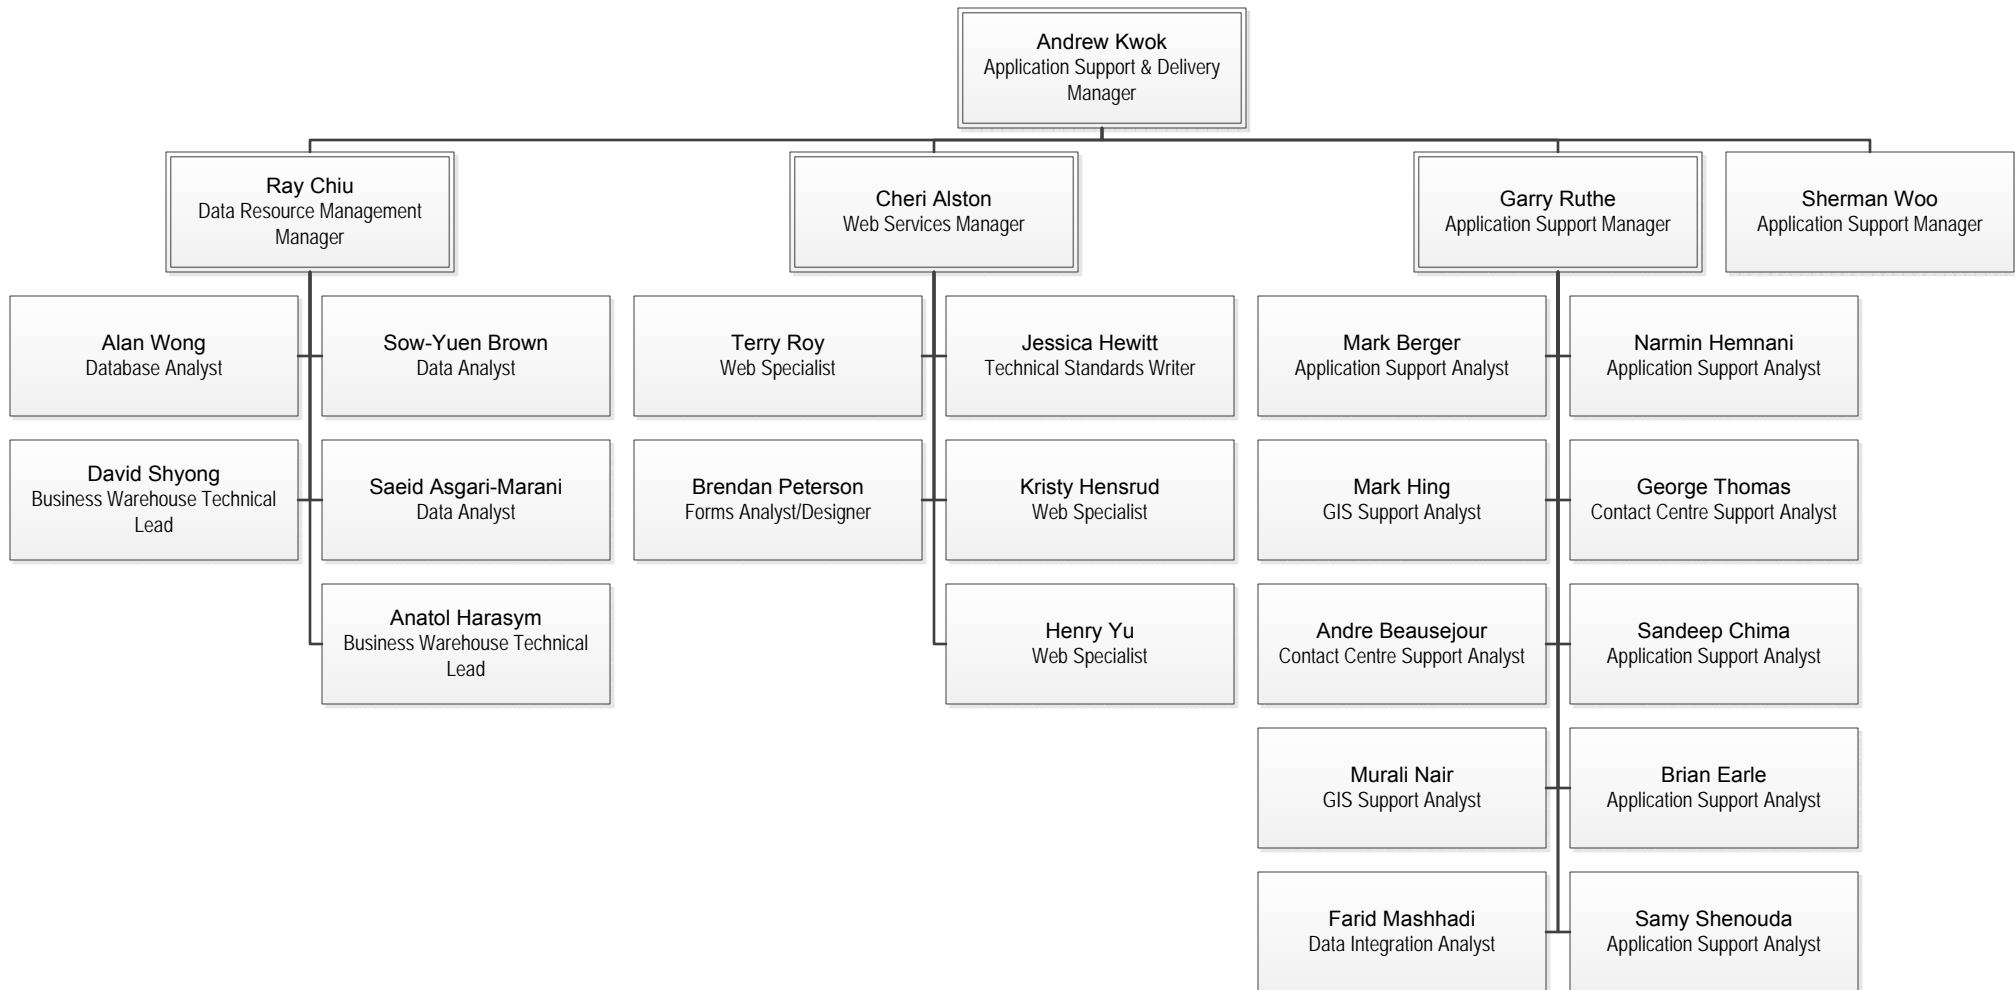 Andrew Kwok
Application Support & Delivery
Manager
Ray Chiu
Data Resource Management
Manager
Cheri Alston
Web Services Manager
Garry Ruthe
Application Support Manager
Sherman Woo
Application Support Manager
Alan Wong
Database Analyst
Sow-Yuen Brown
Data Analyst
Terry Roy
Web Specialist
Jessica Hewitt
Technical Standards Writer
Mark Berger
Application Support Analyst
Narmin Hemnani
Application Support Analyst
David Shyong
Business Warehouse Technical
Lead
Saeid Asgari-Marani
Data Analyst
Brendan Peterson
Forms Analyst/Designer
Kristy Hensrud
Web Specialist
Mark Hing
GIS Support Analyst
George Thomas
Contact Centre Support Analyst
Anatol Harasym
Business Warehouse Technical
Lead
Henry Yu
Web Specialist
Andre Beausejour
Contact Centre Support Analyst
Sandeep Chima
Application Support Analyst
Murali Nair
GIS Support Analyst
Brian Earle
Application Support Analyst
Farid Mashhadi
Data Integration Analyst
Samy Shenouda
Application Support Analyst